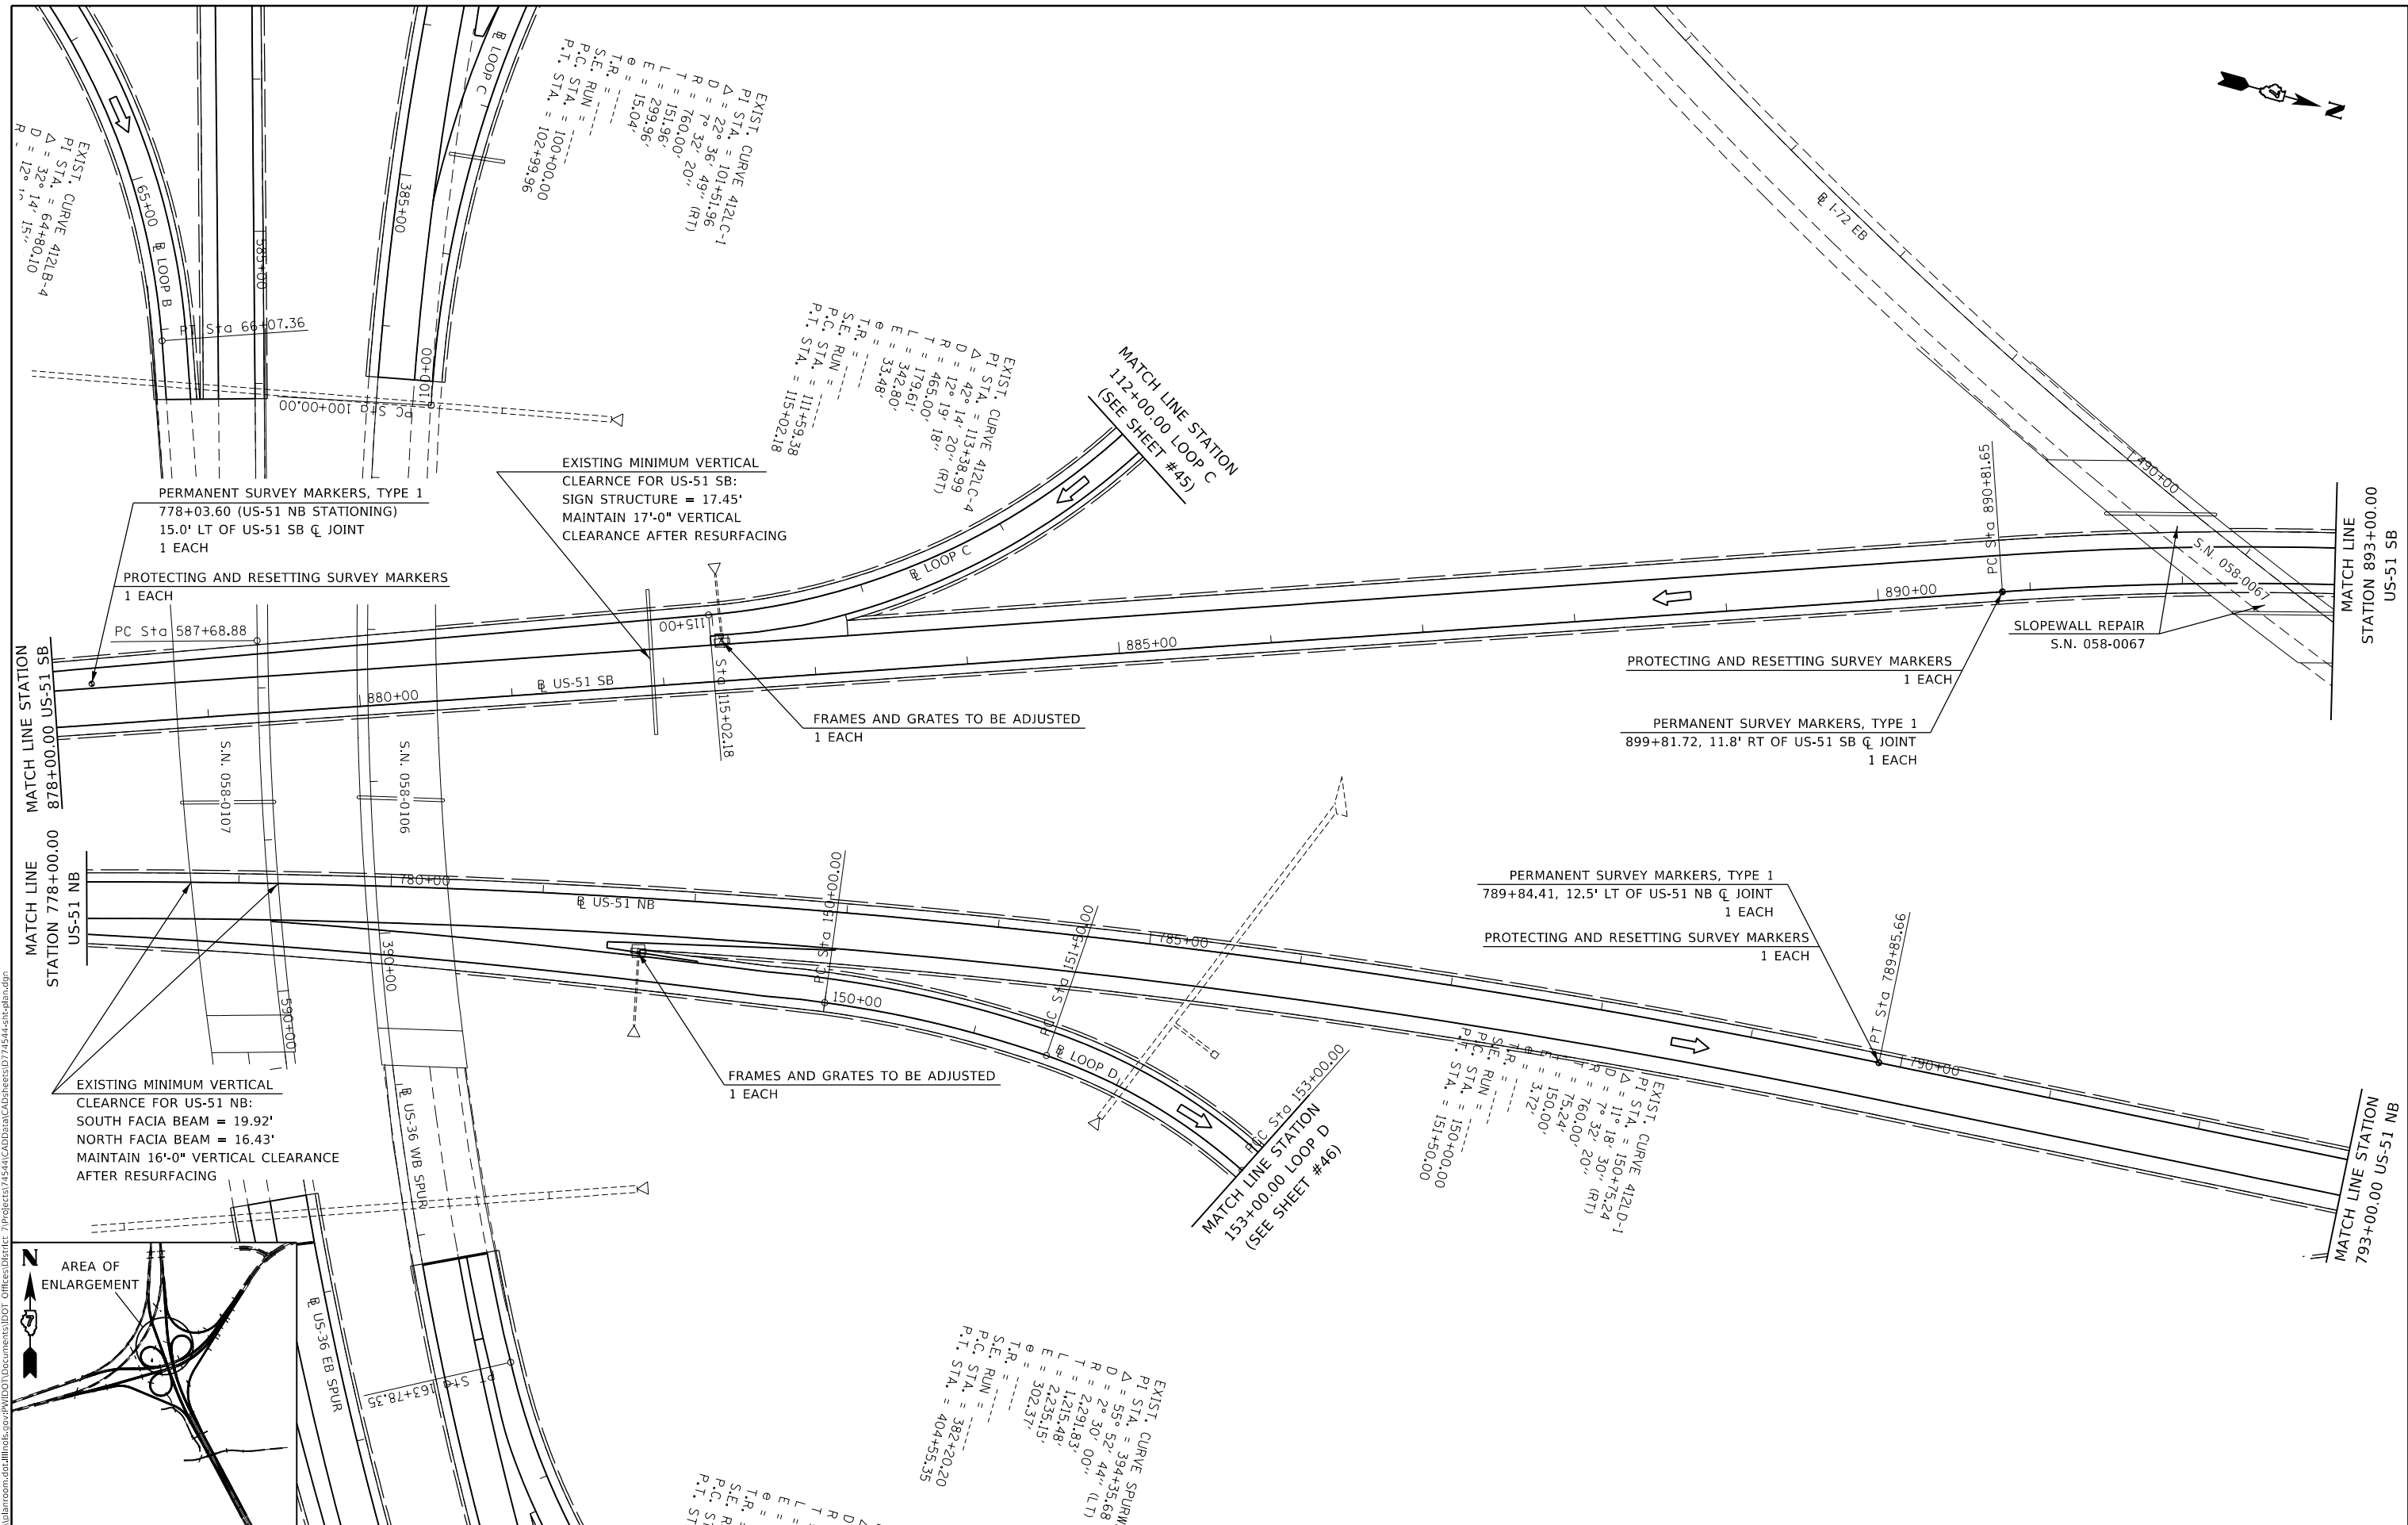 ℄ LOOP C
EXIST. CURVE 412LC-1
PI STA. = 101+51.96
△ = 22° 36' 49" (RT)
D = 7° 32' 20"
R = 760.00'
T = 151.96'
L = 299.96'
E = 15.04'
e = ------
T.R. = ------
S.E. RUN = ------
P.C. STA. = 100+00.00
P.T. STA. = 102+99.96
EXIST. CURVE 412LB-4
PI STA. = 64+80.10
△ = 32° 14' 15"
D = 12°
R
65+00
℄ LOOP B
585+00
385+00
PT Sta 66+07.36
100+00
PC Sta 100+00.00
N
℄ I-72 EB
490+00
EXIST. CURVE 412LC-4
PI STA. = 113+38.99
△ = 42° 14' 20" (RT)
D = 12° 19' 18"
R = 465.00'
T = 179.61'
L = 342.80'
E = 33.48'
e = ------
T.R. = ------
S.E. RUN = ------
P.C. STA. = 111+59.38
P.T. STA. = 115+02.18
MATCH LINE STATION
112+00.00 LOOP C
(SEE SHEET #45)
EXISTING MINIMUM VERTICAL
CLEARNCE FOR US-51 SB:
SIGN STRUCTURE = 17.45'
MAINTAIN 17'-0" VERTICAL
CLEARANCE AFTER RESURFACING
PERMANENT SURVEY MARKERS, TYPE 1
778+03.60 (US-51 NB STATIONING)
15.0' LT OF US-51 SB ℄ JOINT
1 EACH
PROTECTING AND RESETTING SURVEY MARKERS
1 EACH
PC Sta 587+68.88
℄ LOOP C
115+00
Sta 115+02.18
880+00
℄ US-51 SB
885+00
890+00
PC Sta 890+81.65
S.N. 058-0067
MATCH LINE
STATION 893+00.00
US-51 SB
SLOPEWALL REPAIR
S.N. 058-0067
PROTECTING AND RESETTING SURVEY MARKERS
1 EACH
PERMANENT SURVEY MARKERS, TYPE 1
899+81.72, 11.8' RT OF US-51 SB ℄ JOINT
1 EACH
FRAMES AND GRATES TO BE ADJUSTED
1 EACH
MATCH LINE STATION
878+00.00 US-51 SB
S.N. 058-0107
S.N. 058-0106
MATCH LINE
STATION 778+00.00
US-51 NB
780+00
℄ US-51 NB
390+00
590+00
PC Sta 150+00.00
150+00
PCC Sta 151+50.00
℄ LOOP D
785+00
PCC Sta 153+00.00
MATCH LINE STATION
153+00.00 LOOP D
(SEE SHEET #46)
PERMANENT SURVEY MARKERS, TYPE 1
789+84.41, 12.5' LT OF US-51 NB ℄ JOINT
1 EACH
PROTECTING AND RESETTING SURVEY MARKERS
1 EACH
PT Sta 789+85.66
790+00
EXIST. CURVE 412LD-1
PI STA. = 150+75.24
△ = 11° 18' 30" (RT)
D = 7° 32' 20"
R = 760.00'
T = 75.24'
L = 150.00'
E = 3.72'
e = ------
T.R. = ------
S.E. RUN = ------
P.C. STA. = 150+00.00
P.T. STA. = 151+50.00
MATCH LINE STATION
793+00.00 US-51 NB
FRAMES AND GRATES TO BE ADJUSTED
1 EACH
EXISTING MINIMUM VERTICAL
CLEARNCE FOR US-51 NB:
SOUTH FACIA BEAM = 19.92'
NORTH FACIA BEAM = 16.43'
MAINTAIN 16'-0" VERTICAL CLEARANCE
AFTER RESURFACING
℄ US-36 WB SPUR
℄ US-36 EB SPUR
PT Sta 163+78.35
N
7
AREA OF
ENLARGEMENT
EXIST. CURVE SPURW
PI STA. = 394+35.68
△ = 55° 52' 44" (LT)
D = 2° 30' 00"
R = 2,291.83'
T = 1,215.48'
L = 2,235.15'
E = 302.37'
e = ------
T.R. = ------
S.E. RUN = ------
P.C. STA. = 382+20.20
P.T. STA. = 404+55.35
D
R
T
L
E =
e =
T.R. =
S.E. R
P.C. S
P.T. ST